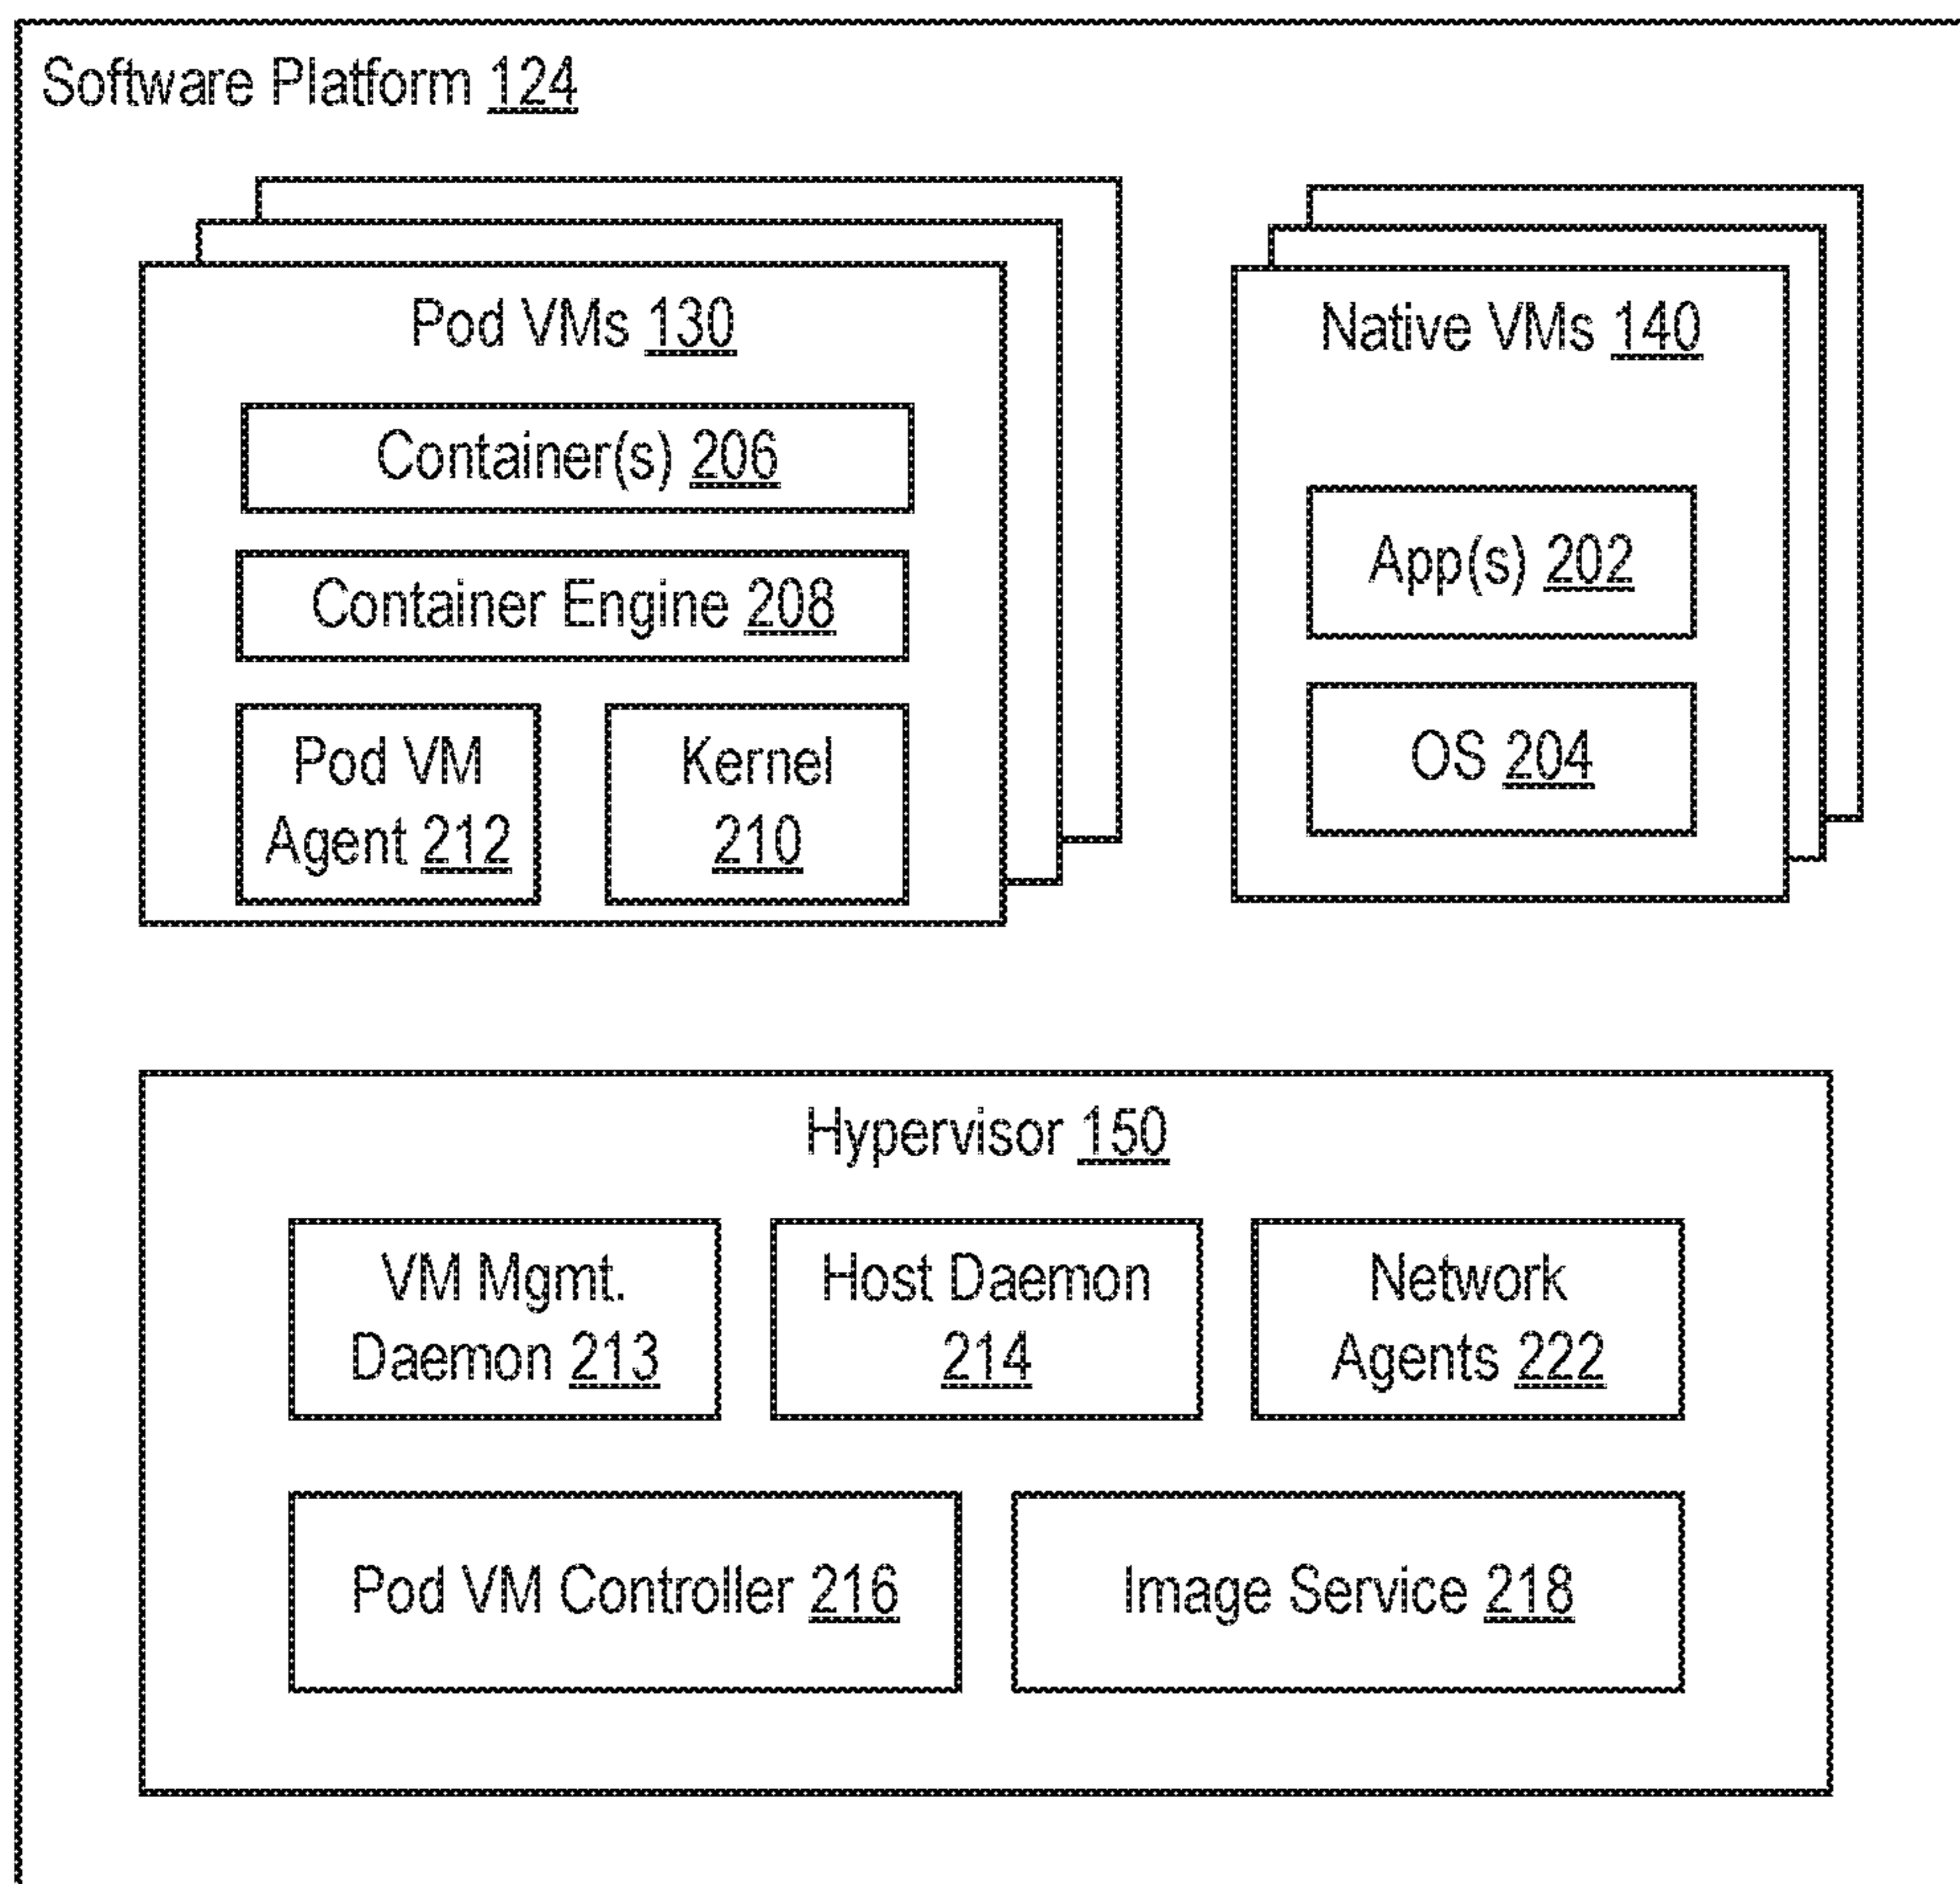 Software Platform 124
Pod VMs 130
Container(s) 206
Container Engine 208
Pod VM
Agent 212
Kernel
210
Native VMs 140
App(s) 202
OS 204
Hypervisor 150
VM Mgmt.
Daemon 213
Host Daemon
214
Network
Agents 222
Pod VM Controller 216
Image Service 218